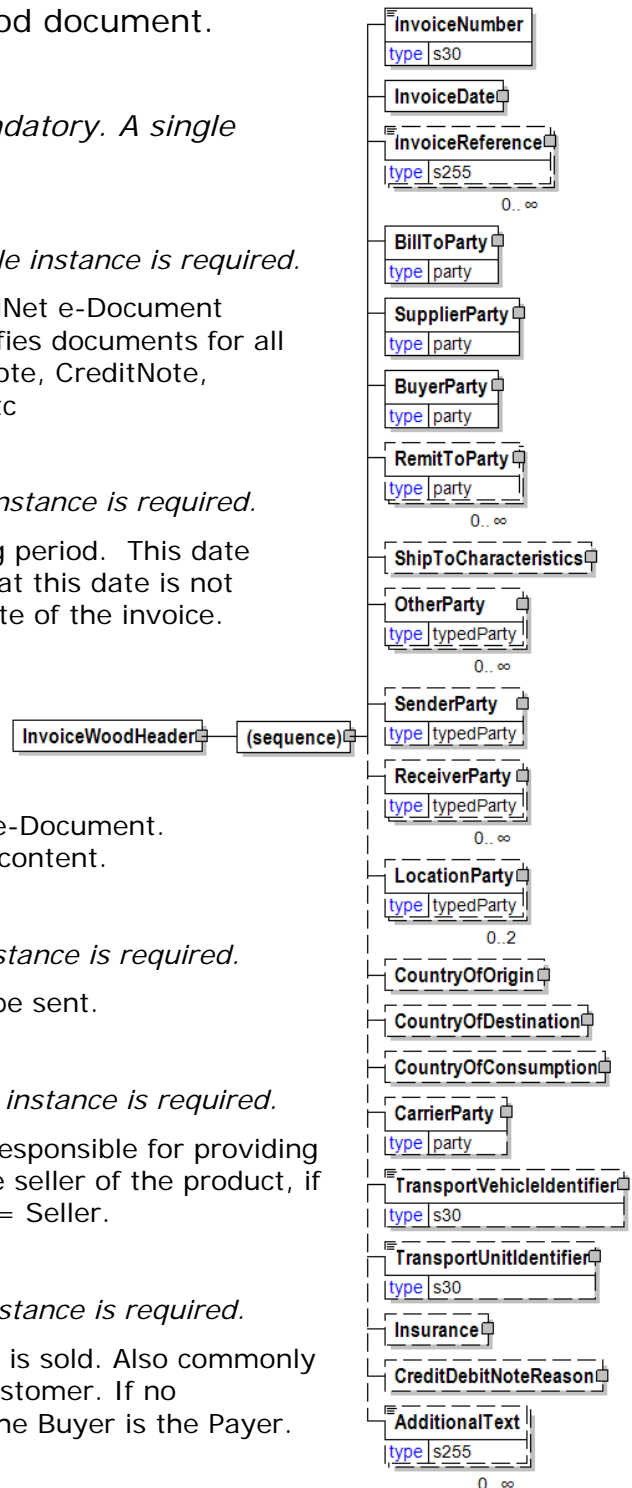 od document.
ndatory. A single
le instance is required.
iNet e-Document
fies documents for all
ote, CreditNote,
tc
nstance is required.
g period.  This date
at this date is not
te of the invoice.
e-Document.
content.
stance is required.
be sent.
instance is required.
esponsible for providing
e seller of the product, if
= Seller.
stance is required.
is sold. Also commonly
ustomer. If no
he Buyer is the Payer.
InvoiceWoodHeader
(sequence)
InvoiceNumber
type s30
InvoiceDate
InvoiceReference
type s255
0.. ∞
BillToParty
type party
SupplierParty
type party
BuyerParty
type party
RemitToParty
type party
0.. ∞
ShipToCharacteristics
OtherParty
type typedParty
0.. ∞
SenderParty
type typedParty
ReceiverParty
type typedParty
0.. ∞
LocationParty
type typedParty
0..2
CountryOfOrigin
CountryOfDestination
CountryOfConsumption
CarrierParty
type party
TransportVehicleIdentifier
type s30
TransportUnitIdentifier
type s30
Insurance
CreditDebitNoteReason
AdditionalText
type s255
0.. ∞